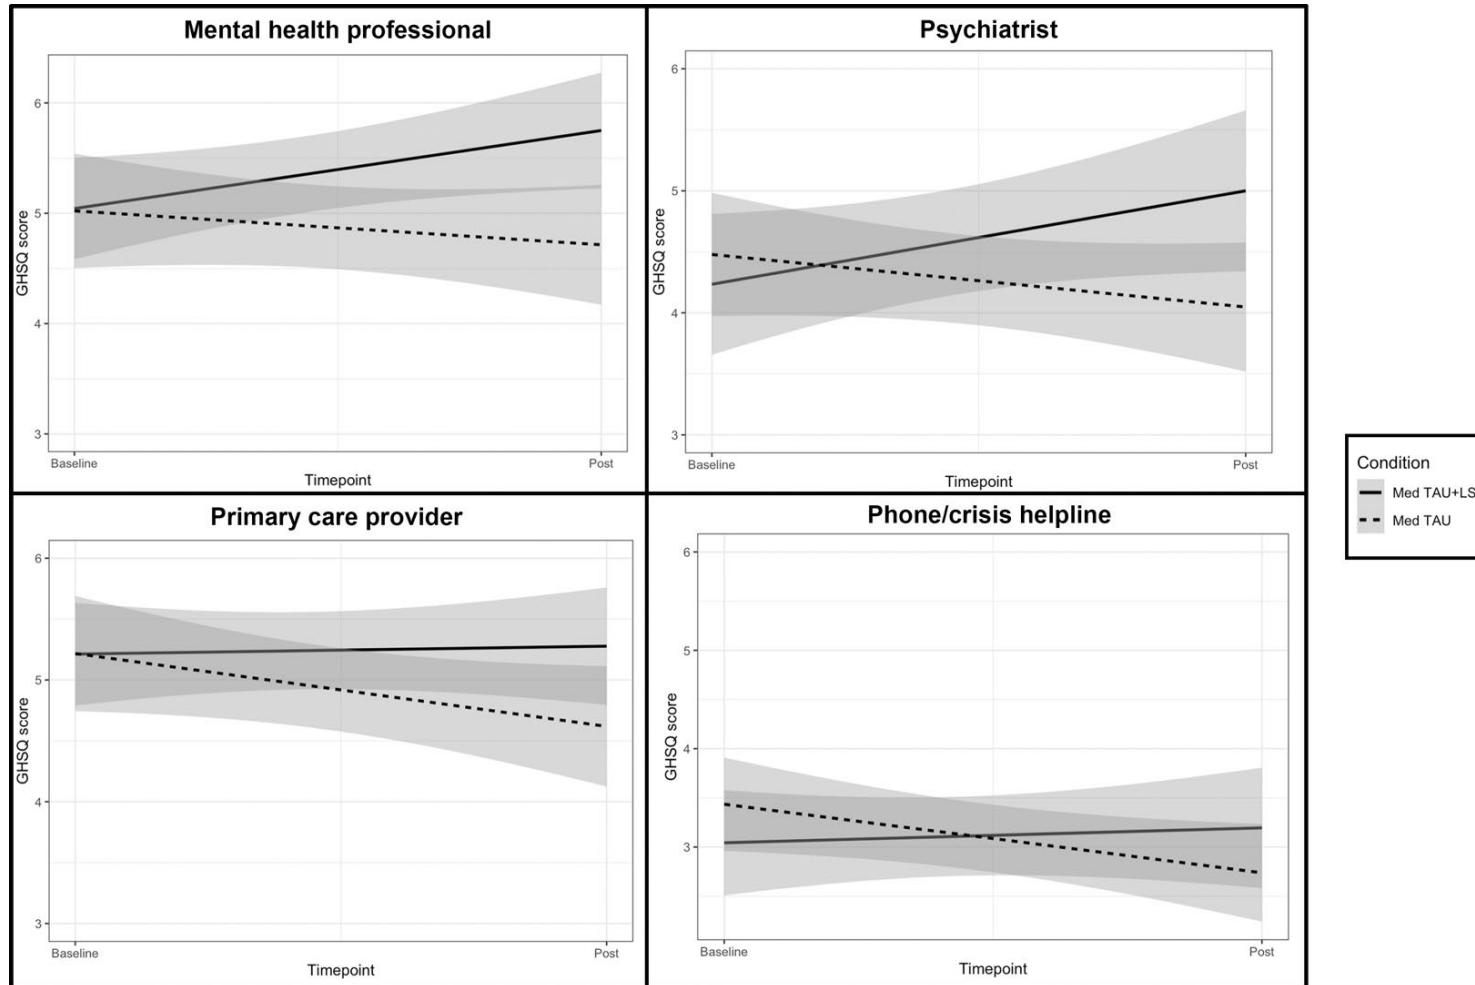 Mental health professional
GHSQ score
6
5
4
3
Baseline
Post
Timepoint
Psychiatrist
GHSQ score
6
5
4
3
Baseline
Post
Timepoint
Primary care provider
GHSQ score
6
5
4
3
Baseline
Post
Timepoint
Phone/crisis helpline
GHSQ score
6
5
4
3
Baseline
Post
Timepoint
Condition
Med TAU+LS
Med TAU